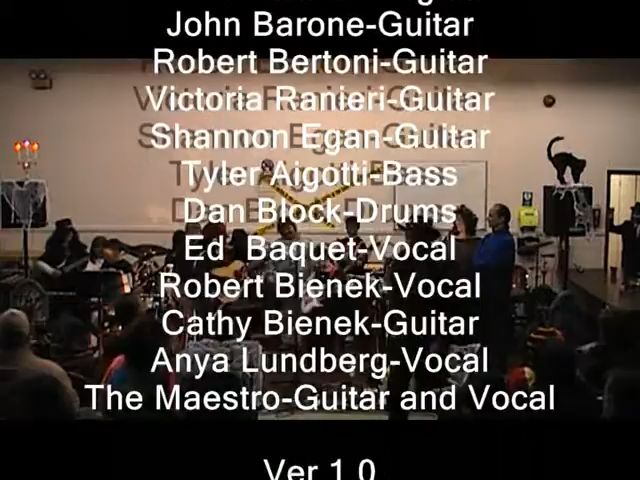 John Barone-Guitar
Robert Bertoni-Guitar
Victoria Ranieri-Guitar
Shannon Egan-Guitar
Tyler Aigotti-Bass
Dan Block-Drums
Ed Baquet-Vocal
Robert Bienek-Vocal
Cathy Bienek-Guitar
Anya Lundberg-Vocal
The Maestro-Guitar and Vocal
Ver 1.0